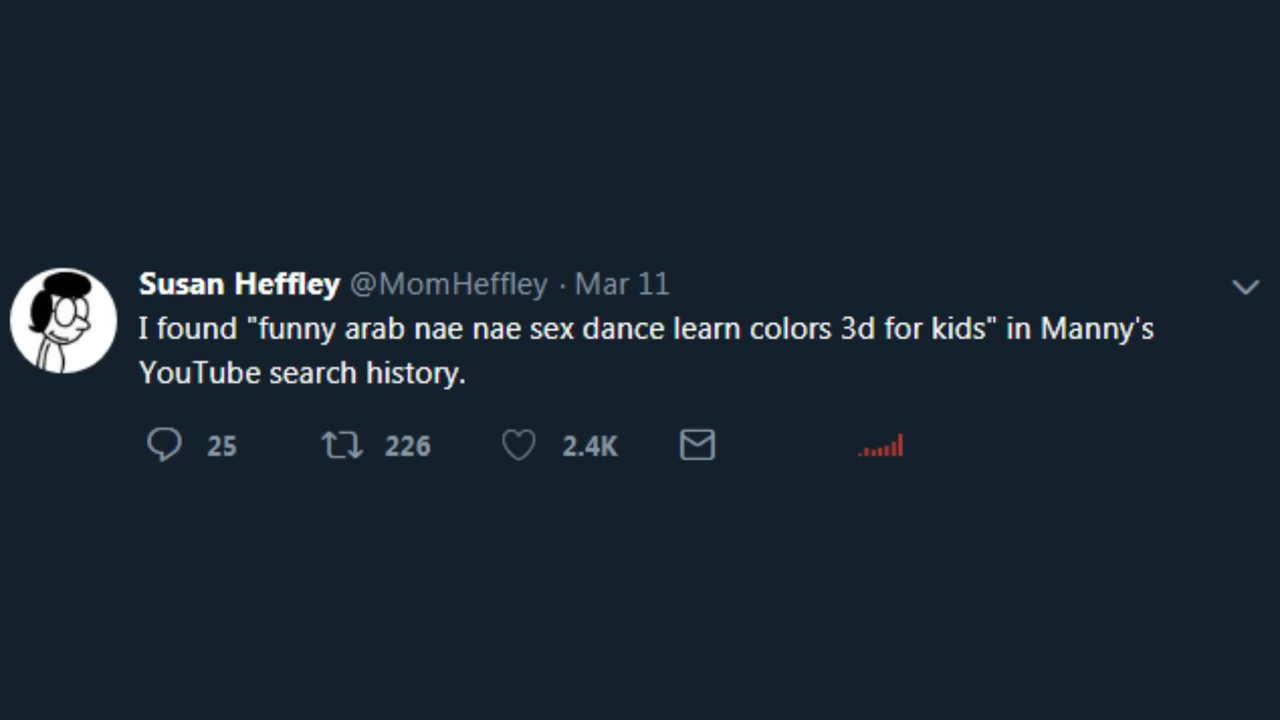 Susan Heffley @MomHeffley · Mar 11
I found "funny arab nae nae sex dance learn colors 3d for kids" in Manny's
YouTube search history.
25 226 2.4K